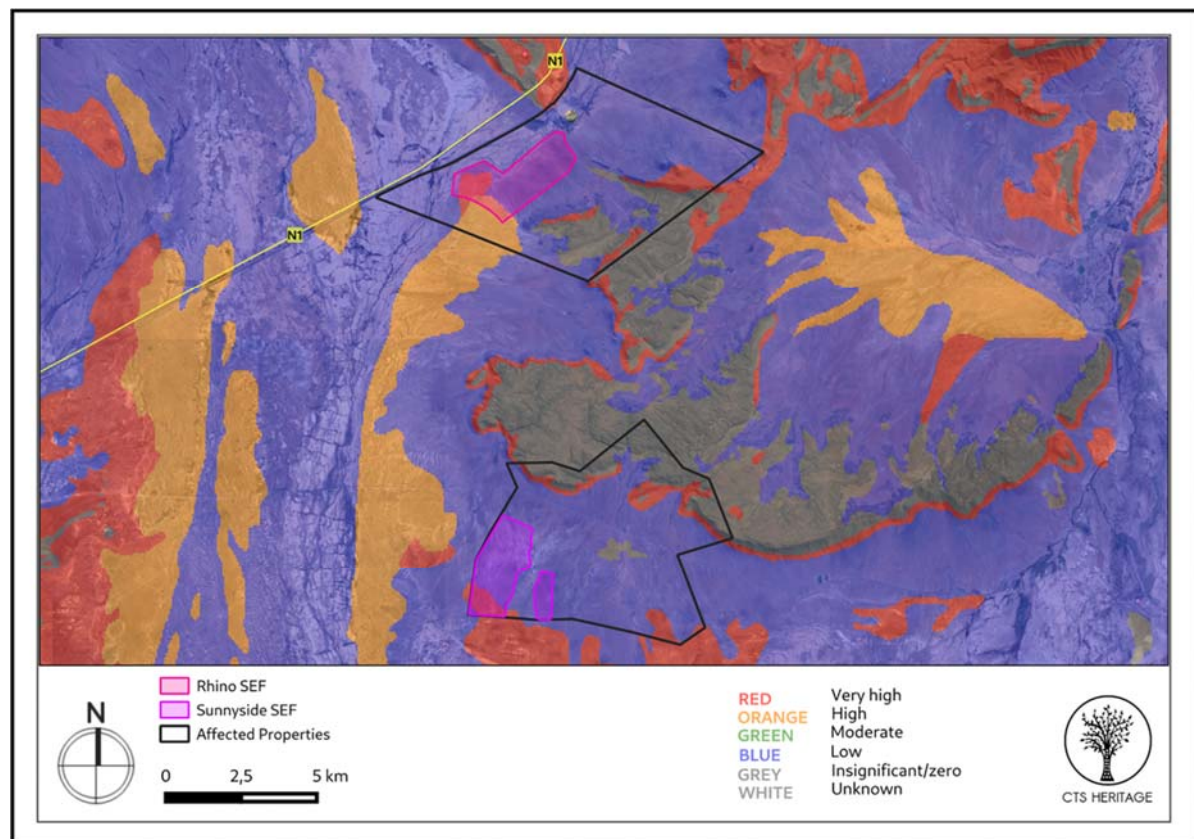 N1
N1
N
Rhino SEF
Sunnyside SEF
Affected Properties
0 2,5 5 km
RED Very high
ORANGE High
GREEN Moderate
BLUE Low
GREY Insignificant/zero
WHITE Unknown
CTS HERITAGE